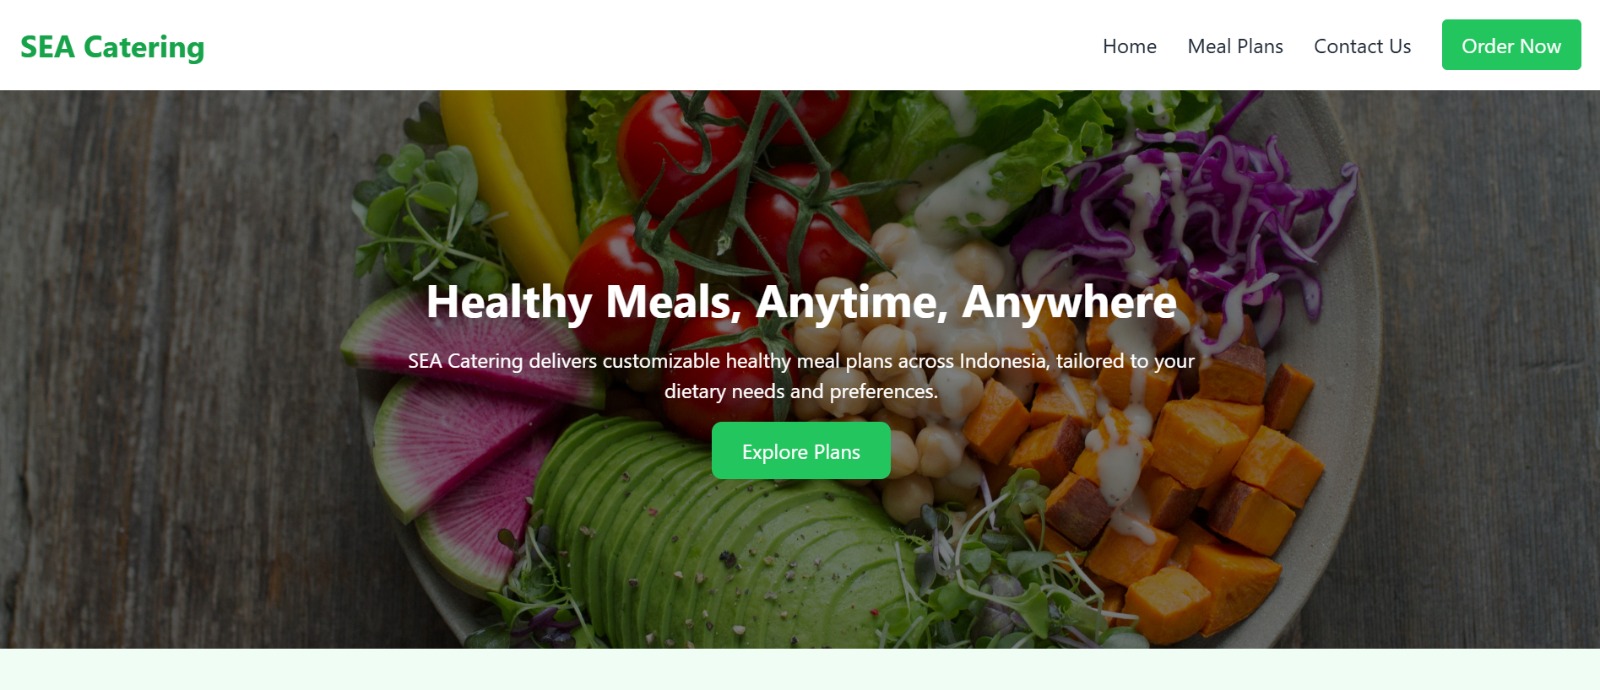 SEA Catering
Home
Meal Plans
Contact Us
Order Now
Healthy Meals, Anytime, Anywhere
SEA Catering delivers customizable healthy meal plans across Indonesia, tailored to your
dietary needs and preferences.
Explore Plans